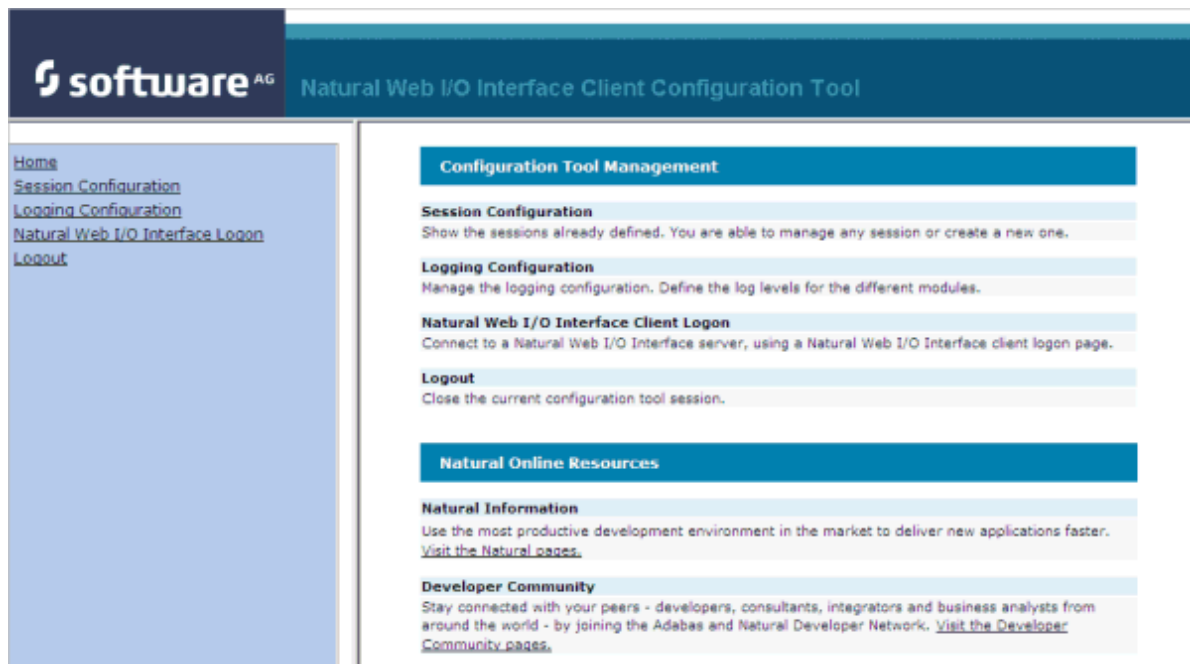 software AG
Natural Web I/O Interface Client Configuration Tool
Home
Session Configuration
Logging Configuration
Natural Web I/O Interface Logon
Logout
Configuration Tool Management
Session Configuration
Show the sessions already defined. You are able to manage any session or create a new one.
Logging Configuration
Manage the logging configuration. Define the log levels for the different modules.
Natural Web I/O Interface Client Logon
Connect to a Natural Web I/O Interface server, using a Natural Web I/O Interface client logon page.
Logout
Close the current configuration tool session.
Natural Online Resources
Natural Information
Use the most productive development environment in the market to deliver new applications faster.
Visit the Natural pages.
Developer Community
Stay connected with your peers - developers, consultants, integrators and business analysts from
around the world - by joining the Adabas and Natural Developer Network. Visit the Developer
Community pages.